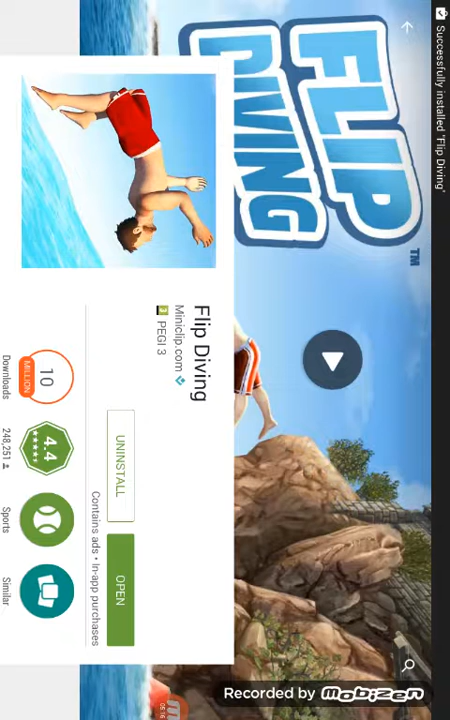 Successfully installed 'Flip Diving'
FLIP
DIVING
TM
Flip Diving
Miniclip.com
3 PEGI 3
UNINSTALL
OPEN
Contains ads • In-app purchases
10
MILLION
Downloads
4.4
248,251
Sports
Similar
Recorded by mobizen